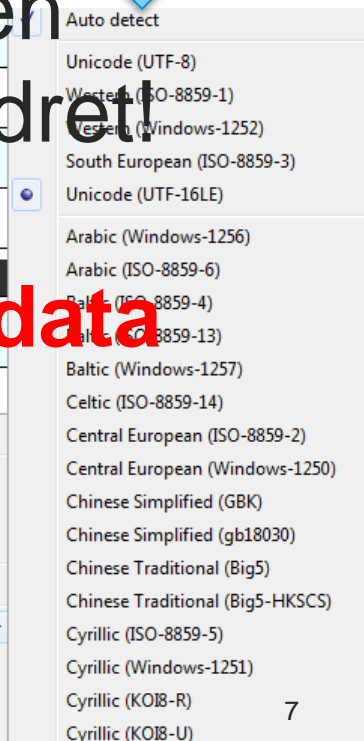 en
Auto detect
Unicode (UTF-8)
dret!
Western (ISO-8859-1)
Western (Windows-1252)
South European (ISO-8859-3)
Unicode (UTF-16LE)
Arabic (Windows-1256)
Arabic (ISO-8859-6)
data
Baltic (ISO-8859-4)
Baltic (ISO-8859-13)
Baltic (Windows-1257)
Celtic (ISO-8859-14)
Central European (ISO-8859-2)
Central European (Windows-1250)
Chinese Simplified (GBK)
Chinese Simplified (gb18030)
Chinese Traditional (Big5)
Chinese Traditional (Big5-HKSCS)
Cyrillic (ISO-8859-5)
Cyrillic (Windows-1251)
Cyrillic (KOI8-R)
7
Cyrillic (KOI8-U)